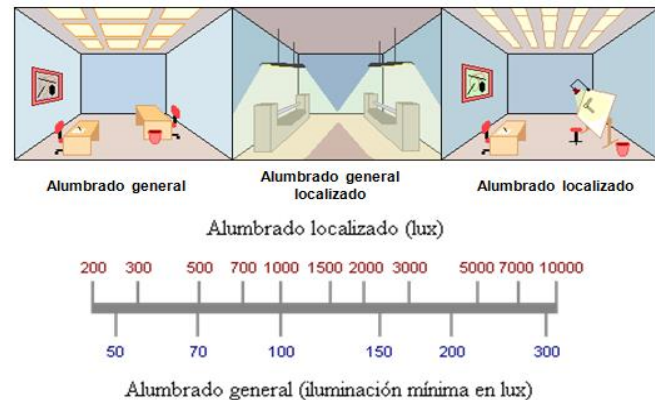 Alumbrado general
Alumbrado general
localizado
Alumbrado localizado
Alumbrado localizado (lux)
200 300 500 700 1000 1500 2000 3000 5000 7000 10000
50 70 100 150 200 300
Alumbrado general (iluminación mínima en lux)